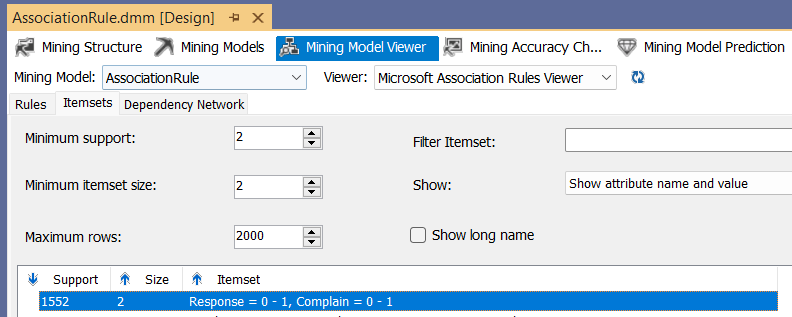 AssociationRule.dmm [Design]
Mining Structure Mining Models Mining Model Viewer Mining Accuracy Ch... Mining Model Prediction
Mining Model: AssociationRule Viewer: Microsoft Association Rules Viewer
Rules Itemsets Dependency Network
Minimum support: 2 Filter Itemset:
Minimum itemset size: 2 Show: Show attribute name and value
Maximum rows: 2000 Show long name
Support Size Itemset
1552 2 Response = 0 - 1, Complain = 0 - 1